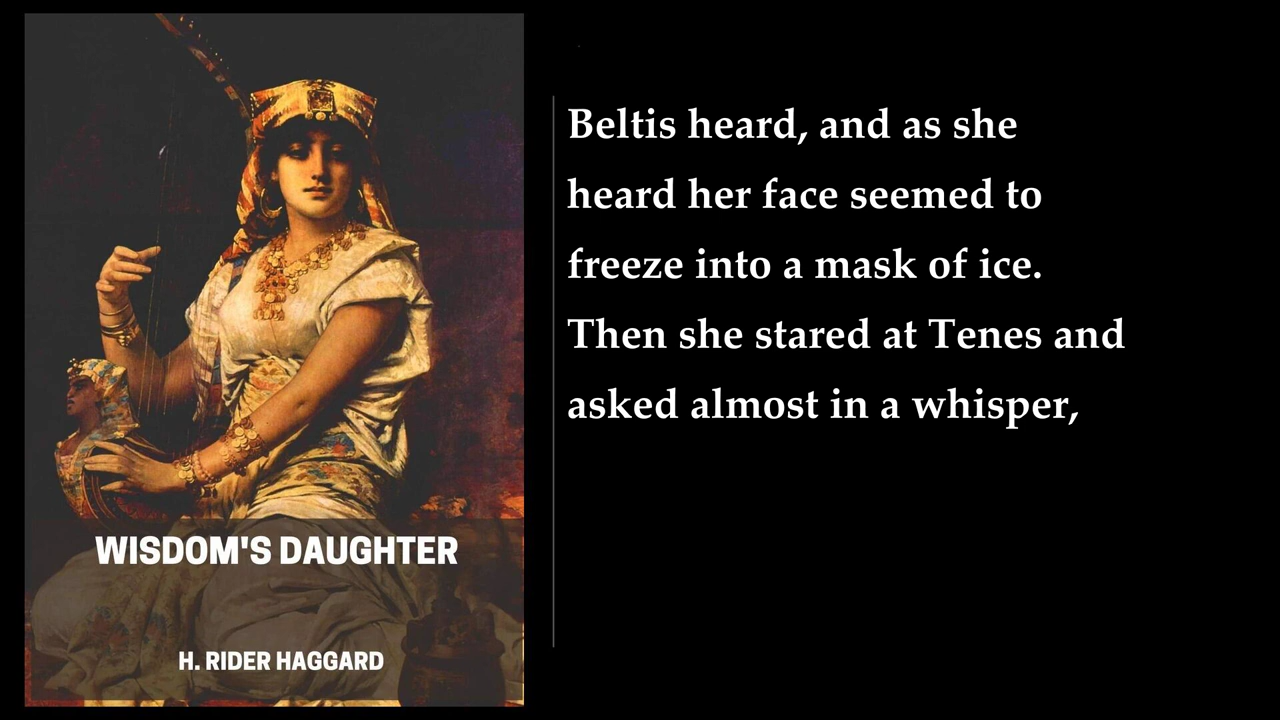 WISDOM'S DAUGHTER
H. RIDER HAGGARD
Beltis heard, and as she
heard her face seemed to
freeze into a mask of ice.
Then she stared at Tenes and
asked almost in a whisper,